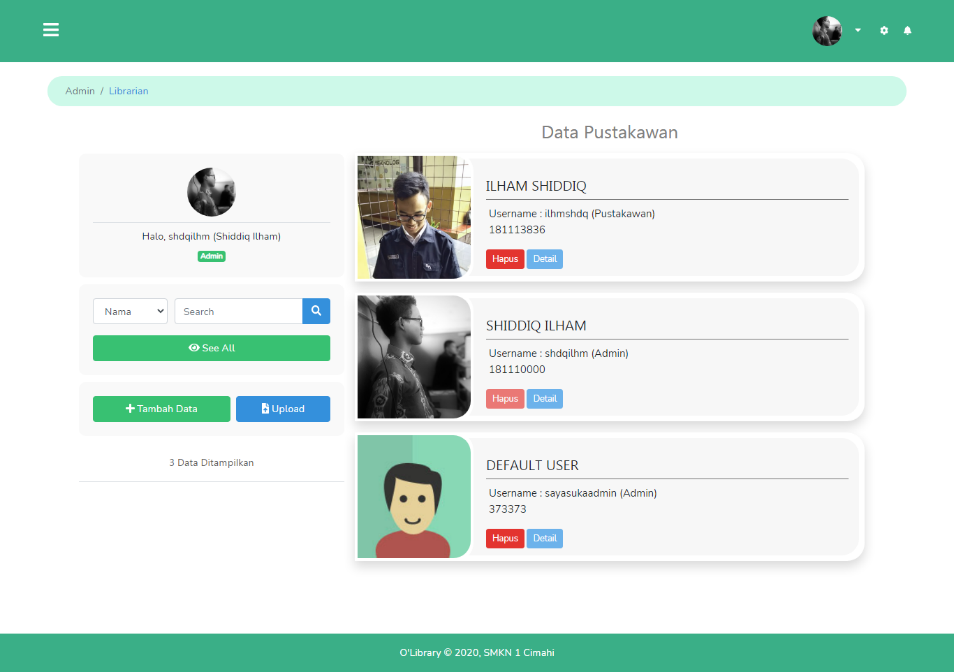 Admin / Librarian
Data Pustakawan
Halo, shdqilhm (Shiddiq Ilham)
Admin
Nama
Search
See All
Tambah Data
Upload
3 Data Ditampilkan
ILHAM SHIDDIQ
Username : ilhmshdq (Pustakawan)
181113836
Hapus
Detail
SHIDDIQ ILHAM
Username : shdqilhm (Admin)
181110000
Hapus
Detail
DEFAULT USER
Username : sayasukaadmin (Admin)
373373
Hapus
Detail
O'Library © 2020, SMKN 1 Cimahi